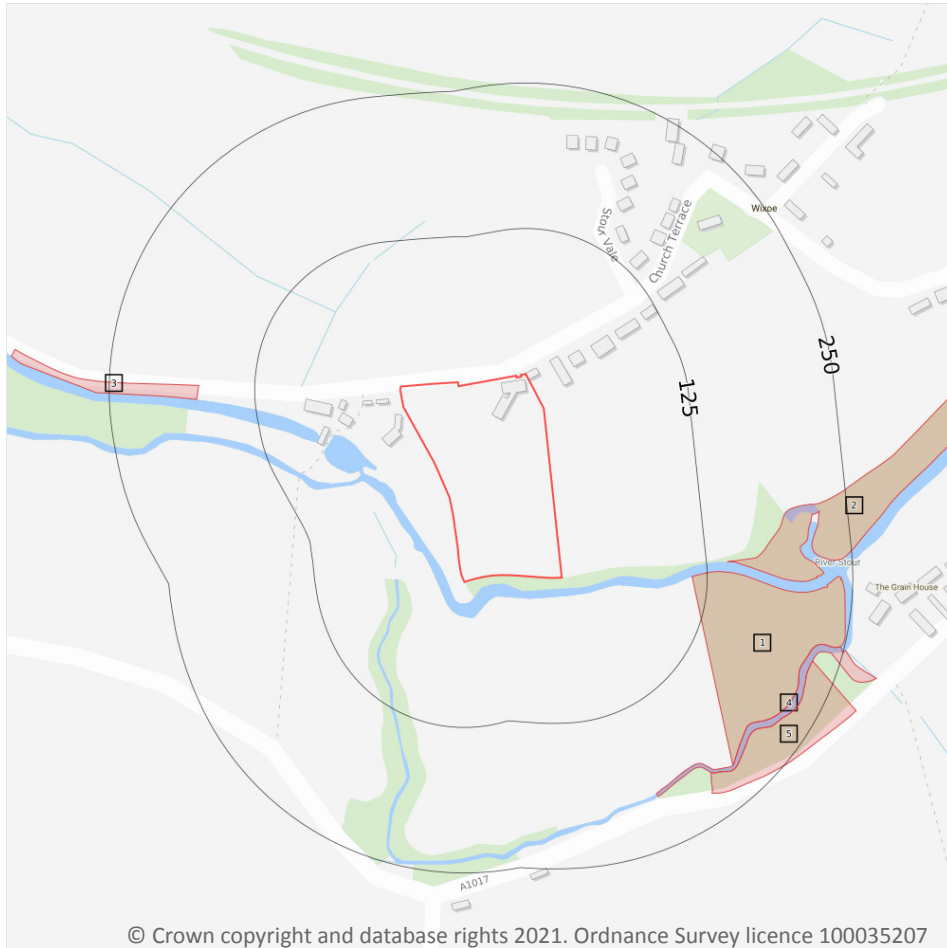 Wixoe
Stour Vale
Church Terrace
250
125
3
2
River Stour
The Grain House
1
4
5
A1017
© Crown copyright and database rights 2021. Ordnance Survey licence 100035207